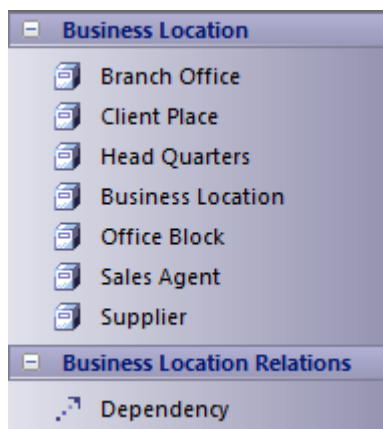 Business Location
Branch Office
Client Place
Head Quarters
Business Location
Office Block
Sales Agent
Supplier
Business Location Relations
Dependency